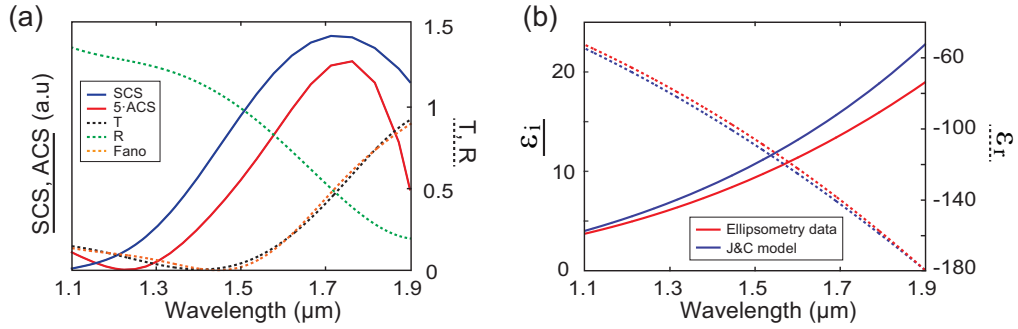 (a)
SCS, ACS (a.u)
SCS
5·ACS
T
R
Fano
1.5
1
0.5
0
T, R
1.1
1.3
1.5
1.7
1.9
Wavelength (μm)
(b)
εi
20
10
0
Ellipsometry data
J&C model
-60
-100
-140
-180
εr
1.1
1.3
1.5
1.7
1.9
Wavelength (μm)